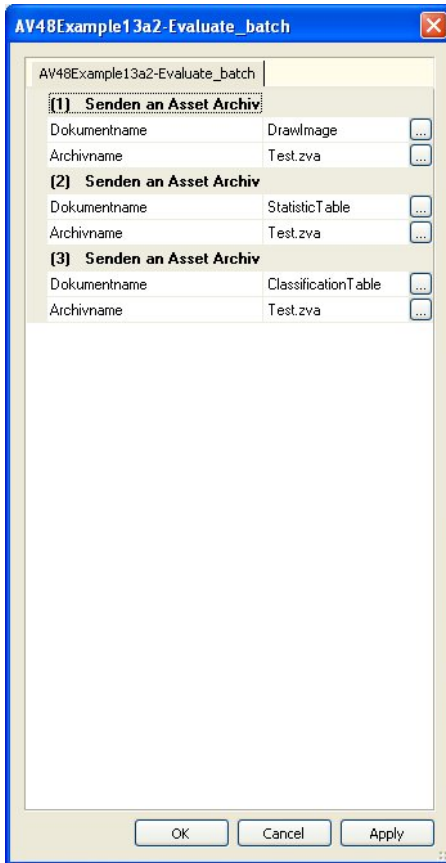 AV48Example13a2-Evaluate_batch
AV48Example13a2-Evaluate_batch
(1) Senden an Asset Archiv
Dokumentname DrawImage ...
Archivname Test.zva ...
(2) Senden an Asset Archiv
Dokumentname StatisticTable ...
Archivname Test.zva ...
(3) Senden an Asset Archiv
Dokumentname ClassificationTable ...
Archivname Test.zva ...
OK Cancel Apply